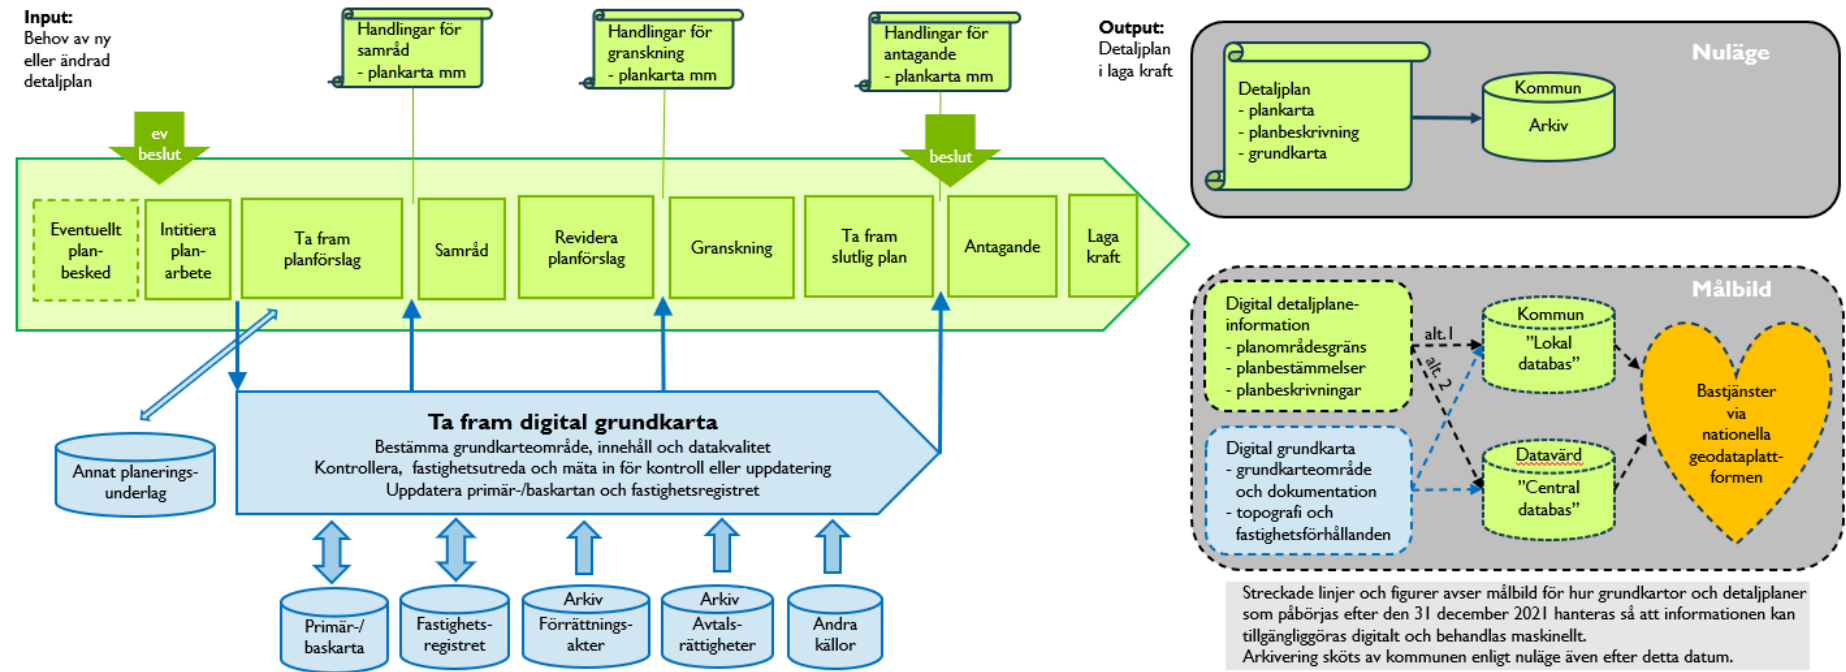 Input:
Behov av ny
eller ändrad
detaljplan
Handlingar för
samråd
- plankarta mm
Handlingar för
granskning
- plankarta mm
Handlingar för
antagande
- plankarta mm
Output:
Detaljplan
i laga kraft
ev
beslut
beslut
Eventuellt
plan-
besked
Intitiera
plan-
arbete
Ta fram
planförslag
Samråd
Revidera
planförslag
Granskning
Ta fram
slutlig plan
Antagande
Laga
kraft
Annat planerings-
underlag
Ta fram digital grundkarta
Bestämma grundkarteområde, innehåll och datakvalitet
Kontrollera, fastighetsutreda och mäta in för kontroll eller uppdatering
Uppdatera primär-/baskartan och fastighetsregistret
Primär-/
baskarta
Fastighets-
registret
Arkiv
Förrättnings-
akter
Arkiv
Avtals-
rättigheter
Andra
källor
Nuläge
Detaljplan
- plankarta
- planbeskrivning
- grundkarta
Kommun
Arkiv
Målbild
Digital detaljplane-
information
- planområdesgräns
- planbestämmelser
- planbeskrivningar
alt.1
alt. 2
Kommun
"Lokal
databas"
Digital grundkarta
- grundkarteområde
och dokumentation
- topografi och
fastighetsförhållanden
Datavärd
"Central
databas"
Bastjänster
via
nationella
geodataplatt-
formen
Streckade linjer och figurer avser målbild för hur grundkartor och detaljplaner
som påbörjas efter den 31 december 2021 hanteras så att informationen kan
tillgängliggöras digitalt och behandlas maskinellt.
Arkivering sköts av kommunen enligt nuläge även efter detta datum.